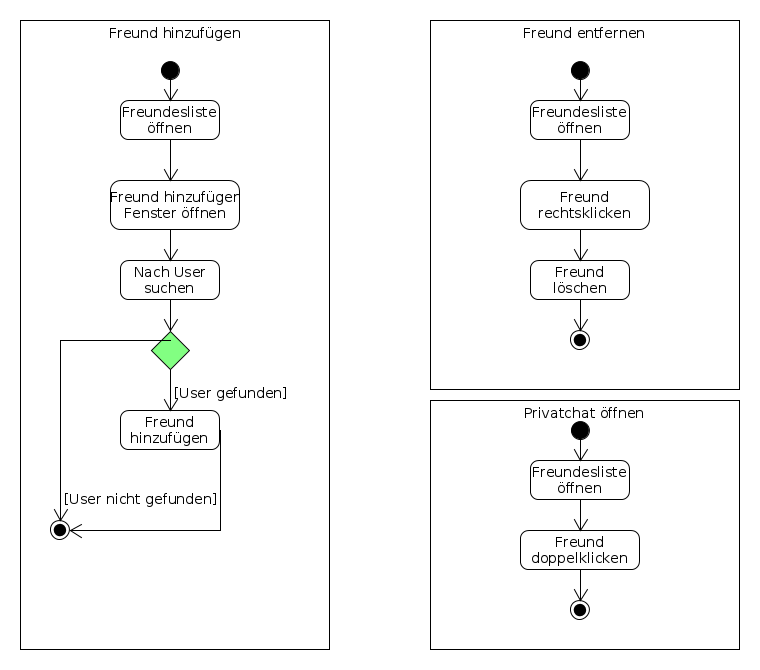 Freund hinzufügen
Freundesliste
öffnen
Freund hinzufügen
Fenster öffnen
Nach User
suchen
[User gefunden]
Freund
hinzufügen
[User nicht gefunden]
Freund entfernen
Freundesliste
öffnen
Freund
rechtsklicken
Freund
löschen
Privatchat öffnen
Freundesliste
öffnen
Freund
doppelklicken